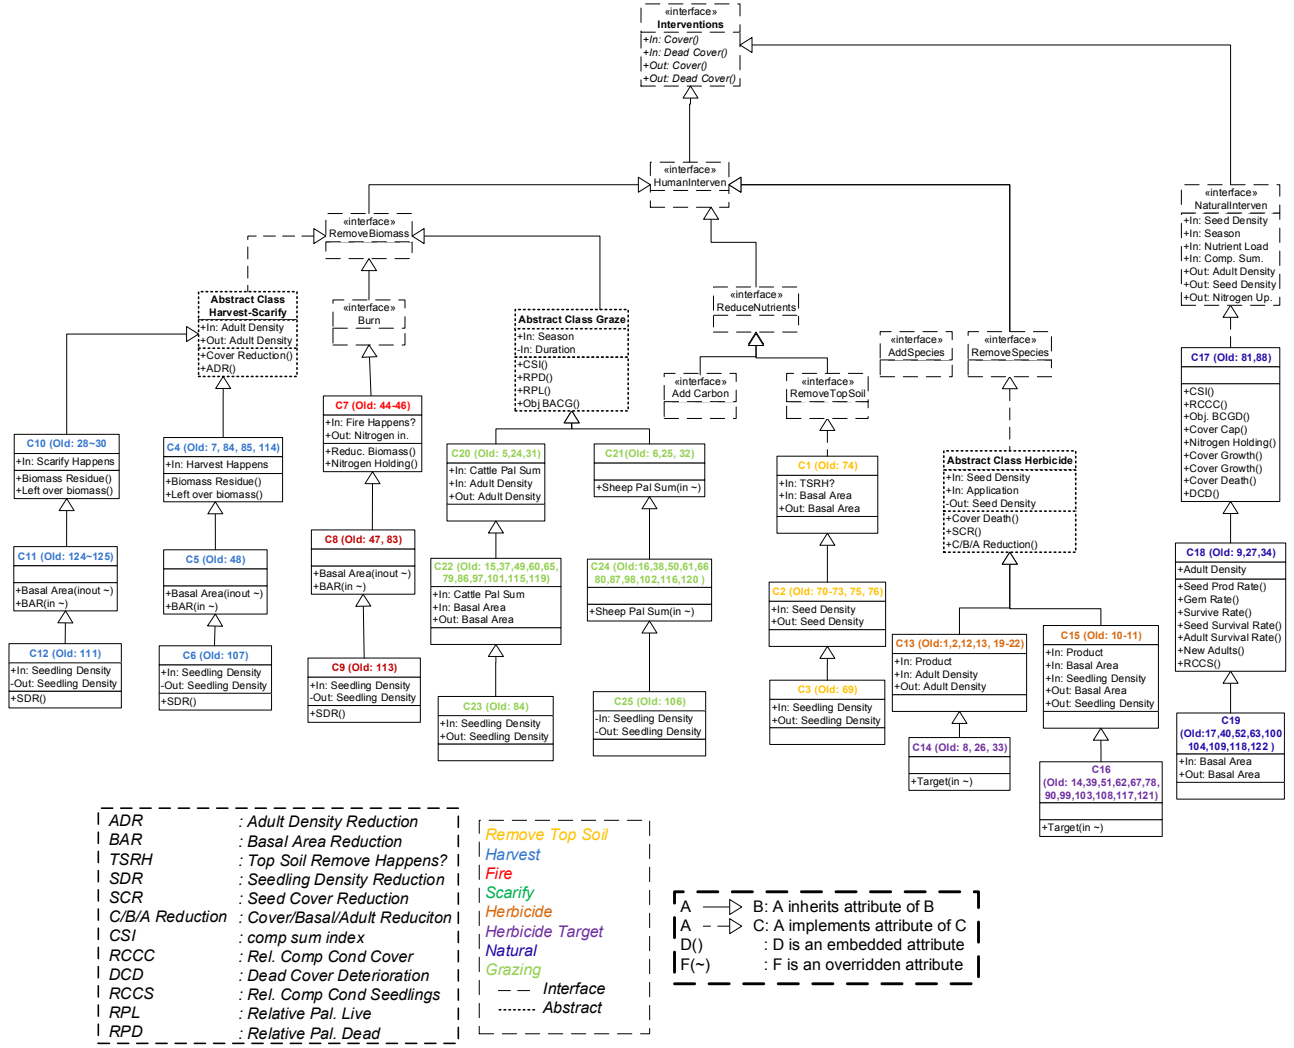 «interface»
Interventions
+In: Cover()
+In: Dead Cover()
+Out: Cover()
+Out: Dead Cover()
«interface»
HumanInterven
«interface»
NaturalInterven
+In: Seed Density
+In: Season
+In: Nutrient Load
+In: Comp. Sum.
+Out: Adult Density
+Out: Seed Density
+Out: Nitrogen Up.
«interface»
RemoveBiomass
Abstract Class
Harvest-Scarify
+In: Adult Density
+Out: Adult Density
+Cover Reduction()
+ADR()
«interface»
Burn
Abstract Class Graze
+In: Season
-In: Duration
+CSI()
+RPD()
+RPL()
+Obj BACG()
«interface»
ReduceNutrients
«interface»
Add Carbon
«interface»
RemoveTopSoil
«interface»
AddSpecies
«interface»
RemoveSpecies
C17 (Old: 81,88)
+CSI()
+RCCC()
+Obj. BCGD()
+Cover Cap()
+Nitrogen Holding()
+Cover Growth()
+Cover Growth()
+Cover Death()
+DCD()
C7 (Old: 44-46)
+In: Fire Happens?
+Out: Nitrogen in.
+Reduc. Biomass()
+Nitrogen Holding()
C10 (Old: 28~30
+In: Scarify Happens
+Biomass Residue()
+Left over biomass()
C4 (Old: 7, 84, 85, 114)
+In: Harvest Happens
+Biomass Residue()
+Left over biomass()
C20 (Old: 5,24,31)
+In: Cattle Pal Sum
+In: Adult Density
+Out: Adult Density
C21(Old: 6,25, 32)
+Sheep Pal Sum(in ~)
C1 (Old: 74)
+In: TSRH?
+In: Basal Area
+Out: Basal Area
Abstract Class Herbicide
+In: Seed Density
+In: Application
-Out: Seed Density
+Cover Death()
+SCR()
+C/B/A Reduction()
C11 (Old: 124~125)
+Basal Area(inout ~)
+BAR(in ~)
C5 (Old: 48)
+Basal Area(inout ~)
+BAR(in ~)
C8 (Old: 47, 83)
+Basal Area(inout ~)
+BAR(in ~)
C22 (Old: 15,37,49,60,65,
79,86,97,101,115,119)
+In: Cattle Pal Sum
+In: Basal Area
+Out: Basal Area
C24 (Old: 16,38,50,61,66
80,87,98,102,116,120 )
+Sheep Pal Sum(in ~)
C2 (Old: 70-73, 75, 76)
+In: Seed Density
+Out: Seed Density
C18 (Old: 9,27,34)
+Adult Density
+Seed Prod Rate()
+Gem Rate()
+Survive Rate()
+Seed Survival Rate()
+Adult Survival Rate()
+New Adults()
+RCCS()
C12 (Old: 111)
+In: Seedling Density
-Out: Seedling Density
+SDR()
C6 (Old: 107)
+In: Seedling Density
-Out: Seedling Density
+SDR()
C9 (Old: 113)
+In: Seedling Density
-Out: Seedling Density
+SDR()
C23 (Old: 84)
+In: Seedling Density
+Out: Seedling Density
C25 (Old: 106)
-In: Seedling Density
-Out: Seedling Density
C3 (Old: 69)
+In: Seedling Density
+Out: Seedling Density
C13 (Old:1,2,12,13, 19-22)
+In: Product
+In: Adult Density
+Out: Adult Density
C15 (Old: 10-11)
+In: Product
+In: Basal Area
+In: Seedling Density
+Out: Basal Area
+Out: Seedling Density
C14 (Old: 8, 26, 33)
+Target(in ~)
C16
(Old: 14,39,51,62,67,78,
90,99,103,108,117,121)
+Target(in ~)
C19
(Old:17,40,52,63,100
104,109,118,122 )
+In: Basal Area
+Out: Basal Area
ADR : Adult Density Reduction
BAR : Basal Area Reduction
TSRH : Top Soil Remove Happens?
SDR : Seedling Density Reduction
SCR : Seed Cover Reduction
C/B/A Reduction : Cover/Basal/Adult Reduciton
CSI : comp sum index
RCCC : Rel. Comp Cond Cover
DCD : Dead Cover Deterioration
RCCS : Rel. Comp Cond Seedlings
RPL : Relative Pal. Live
RPD : Relative Pal. Dead
Remove Top Soil
Harvest
Fire
Scarify
Herbicide
Herbicide Target
Natural
Grazing
Interface
Abstract
A B: A inherits attribute of B
A C: A implements attribute of C
D() : D is an embedded attribute
F(~) : F is an overridden attribute